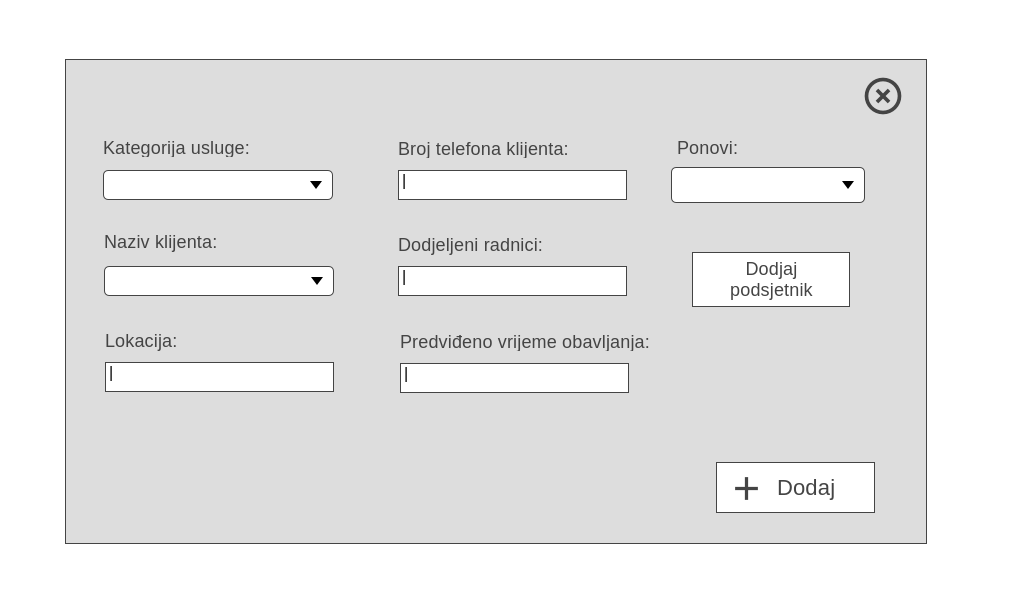 Kategorija usluge:
Broj telefona klijenta:
Ponovi:
Naziv klijenta:
Dodjeljeni radnici:
Dodjaj
podsjetnik
Lokacija:
Predviđeno vrijeme obavljanja:
Dodaj